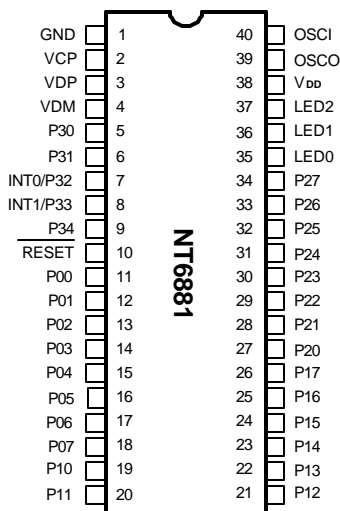 GND 1 40 OSCI
VCP 2 39 OSCO
VDP 3 38 VDD
VDM 4 37 LED2
P30 5 36 LED1
P31 6 35 LED0
INT0/P32 7 34 P27
INT1/P33 8 33 P26
P34 9 32 P25
RESET 10 31 P24
P00 11 30 P23
P01 12 29 P22
P02 13 28 P21
P03 14 27 P20
P04 15 26 P17
P05 16 25 P16
P06 17 24 P15
P07 18 23 P14
P10 19 22 P13
P11 20 21 P12
NT6881